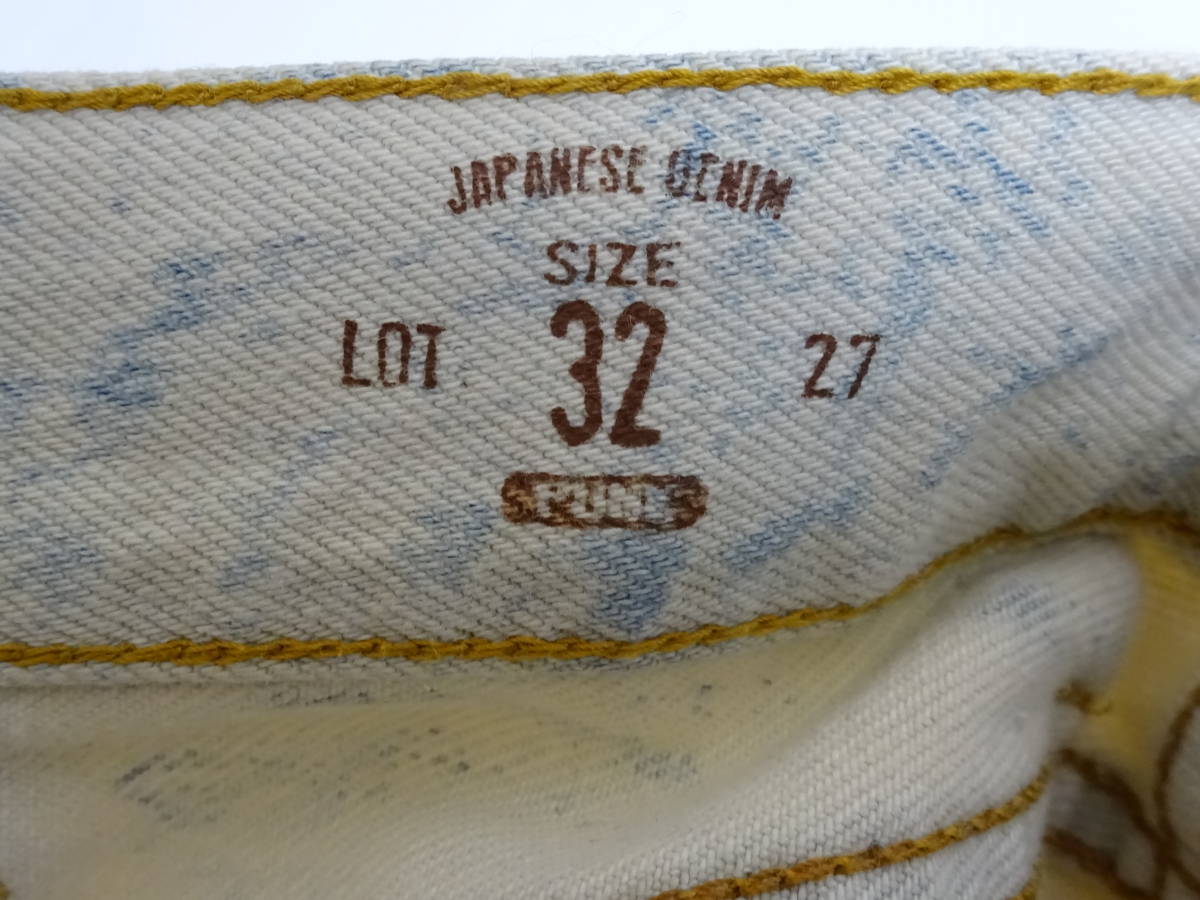 JAPANESE DENIM
SIZE
LOT 32 27